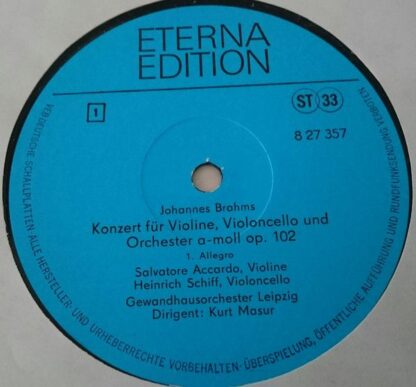 ETERNA
EDITION
1
ST 33
8 27 357
Johannes Brahms
Konzert für Violine, Violoncello und
Orchester a-moll op. 102
1. Allegro
Salvatore Accardo, Violine
Heinrich Schiff, Violoncello
Gewandhausorchester Leipzig
Dirigent: Kurt Masur
VEB DEUTSCHE SCHALLPLATTEN · ALLE HERSTELLER- UND URHEBERRECHTE VORBEHALTEN · ÜBERSPIELUNG, ÖFFENTLICHE AUFFÜHRUNG UND RUNDFUNKSENDUNG VERBOTEN